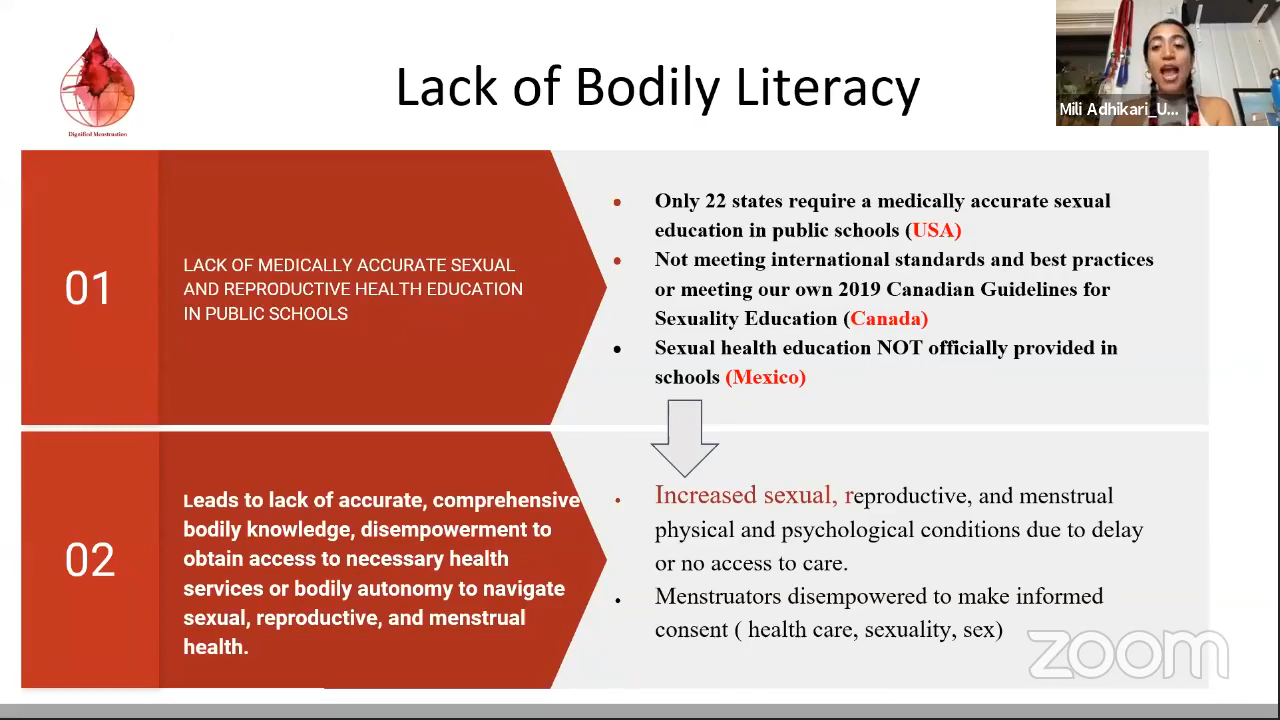 Dignified Menstruation
Lack of Bodily Literacy
Mili Adhikari_U...
01
LACK OF MEDICALLY ACCURATE SEXUAL
AND REPRODUCTIVE HEALTH EDUCATION
IN PUBLIC SCHOOLS
• Only 22 states require a medically accurate sexual
education in public schools (USA)
• Not meeting international standards and best practices
or meeting our own 2019 Canadian Guidelines for
Sexuality Education (Canada)
• Sexual health education NOT officially provided in
schools (Mexico)
02
Leads to lack of accurate, comprehensive
bodily knowledge, disempowerment to
obtain access to necessary health
services or bodily autonomy to navigate
sexual, reproductive, and menstrual
health.
• Increased sexual, reproductive, and menstrual
physical and psychological conditions due to delay
or no access to care.
• Menstruators disempowered to make informed
consent ( health care, sexuality, sex)
zoom